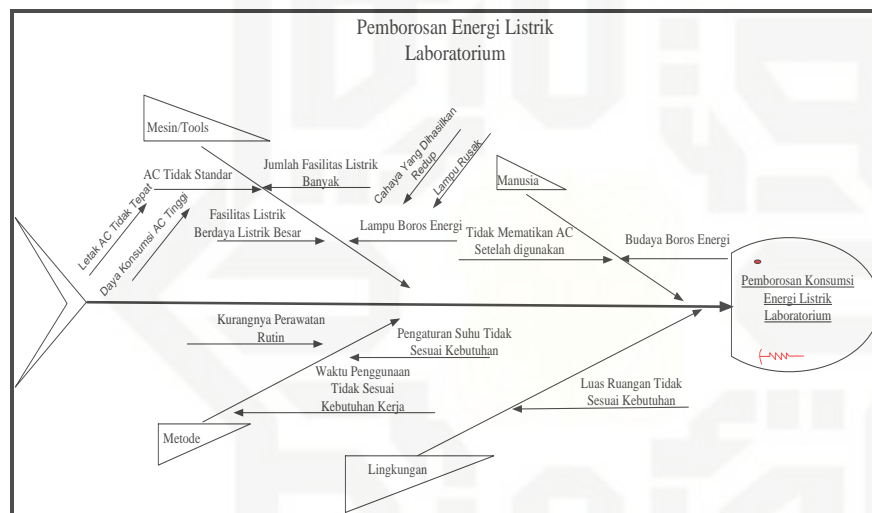 Pemborosan Energi Listrik
Laboratorium
Mesin/Tools
AC Tidak Standar
Letak AC Tidak Tepat
Daya Konsumsi AC Tinggi
Jumlah Fasilitas Listrik
Banyak
Fasilitas Listrik
Berdaya Listrik Besar
Cahaya Yang Dihasilkan
Redup
Lampu Rusak
Lampu Boros Energi
Manusia
Tidak Mematikan AC
Setelah digunakan
Budaya Boros Energi
Pemborosan Konsumsi
Energi Listrik
Laboratorium
Kurangnya Perawatan
Rutin
Pengaturan Suhu Tidak
Sesuai Kebutuhan
Waktu Penggunaan
Tidak Sesuai
Kebutuhan Kerja
Metode
Luas Ruangan Tidak
Sesuai Kebutuhan
Lingkungan